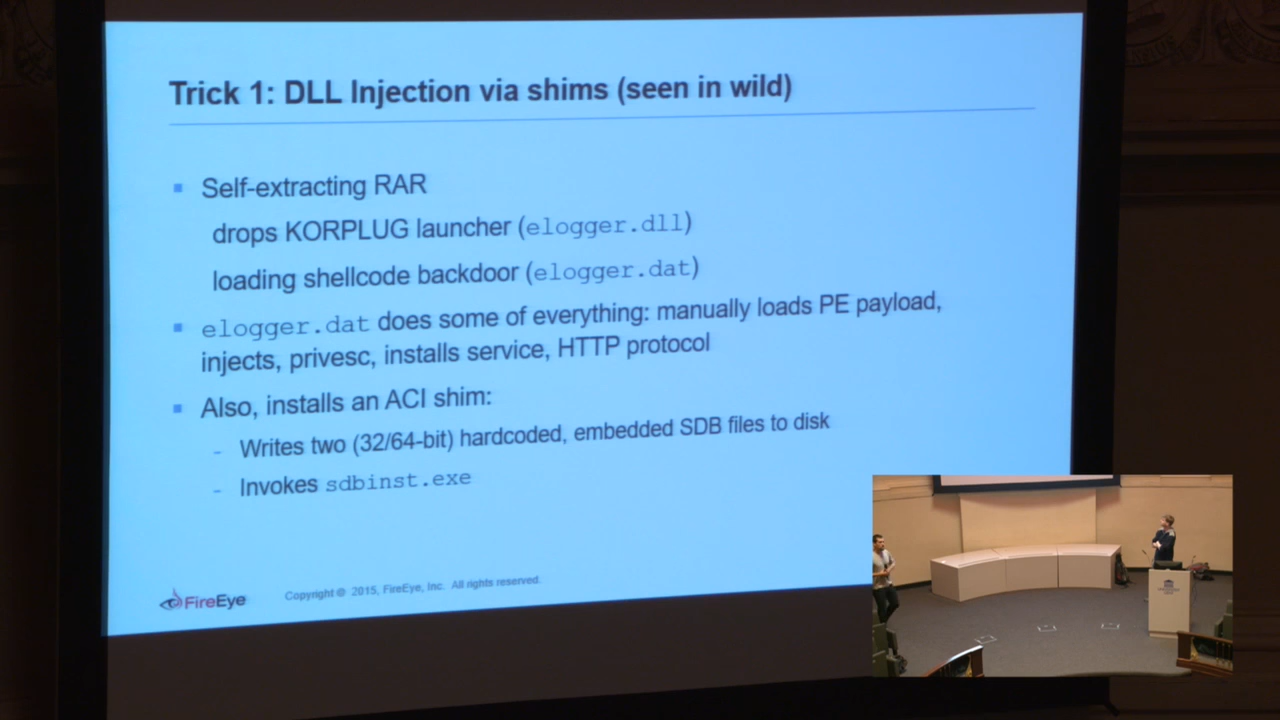 Trick 1: DLL Injection via shims (seen in wild)
Self-extracting RAR
drops KORPLUG launcher (elogger.dll)
loading shellcode backdoor (elogger.dat)
elogger.dat does some of everything: manually loads PE payload,
injects, privesc, installs service, HTTP protocol
Also, installs an ACI shim:
- Writes two (32/64-bit) hardcoded, embedded SDB files to disk
- Invokes sdbinst.exe
FireEye
Copyright © 2015, FireEye, Inc. All rights reserved.